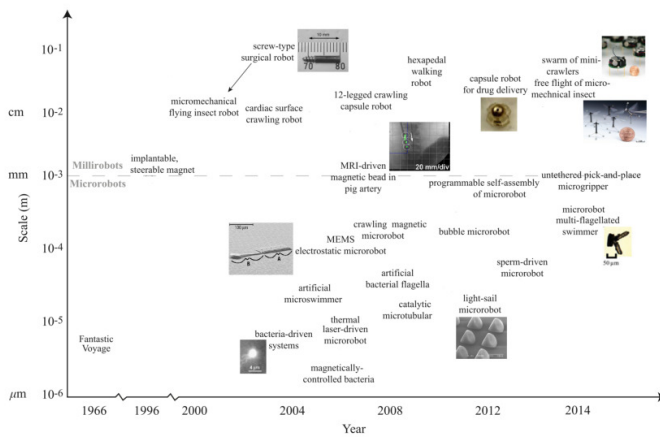 10-1
cm
10-2
Millirobots
mm
10-3
Microrobots
Scale (m)
10-4
10-5
μm
10-6
screw-type
surgical robot
10 mm
70
80
micromechanical
flying insect robot
cardiac surface
crawling robot
hexapedal
walking
robot
12-legged crawling
capsule robot
capsule robot
for drug delivery
swarm of mini-
crawlers
free flight of micro-
mechnical insect
implantable,
steerable magnet
20 mm/div
MRI-driven
magnetic bead in
pig artery
programmable self-assembly
of microrobot
untethered pick-and-place
microgripper
microrobot
multi-flagellated
swimmer
50 μm
crawling magnetic
microrobot
MEMS
electrostatic microrobot
B
A
bubble microrobot
sperm-driven
microrobot
artificial
microswimmer
artificial
bacterial flagella
catalytic
microtubular
light-sail
microrobot
thermal
laser-driven
microrobot
bacteria-driven
systems
4 μm
magnetically-
controlled bacteria
Fantastic
Voyage
1966
1996
2000
2004
2008
2012
2014
Year